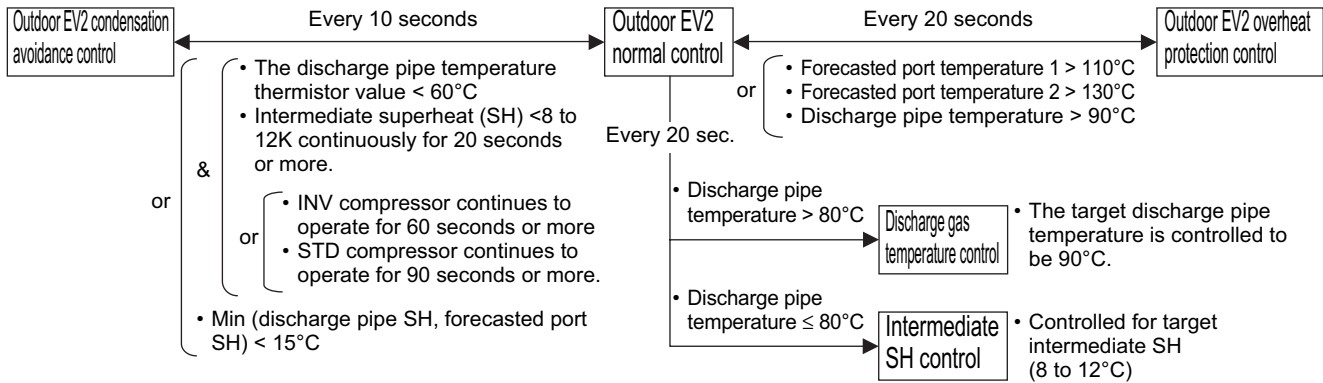 Outdoor EV2 condensation
avoidance control
Every 10 seconds
Outdoor EV2
normal control
Every 20 seconds
Outdoor EV2 overheat
protection control
or
&
• The discharge pipe temperature
thermistor value < 60°C
• Intermediate superheat (SH) <8 to
12K continuously for 20 seconds
or more.
or
• INV compressor continues to
operate for 60 seconds or more
• STD compressor continues to
operate for 90 seconds or more.
• Min (discharge pipe SH, forecasted port
SH) < 15°C
or
• Forecasted port temperature 1 > 110°C
• Forecasted port temperature 2 > 130°C
• Discharge pipe temperature > 90°C
Every 20 sec.
• Discharge pipe
temperature > 80°C
Discharge gas
temperature control
• The target discharge pipe
temperature is controlled to
be 90°C.
• Discharge pipe
temperature ≤ 80°C
Intermediate
SH control
• Controlled for target
intermediate SH
(8 to 12°C)